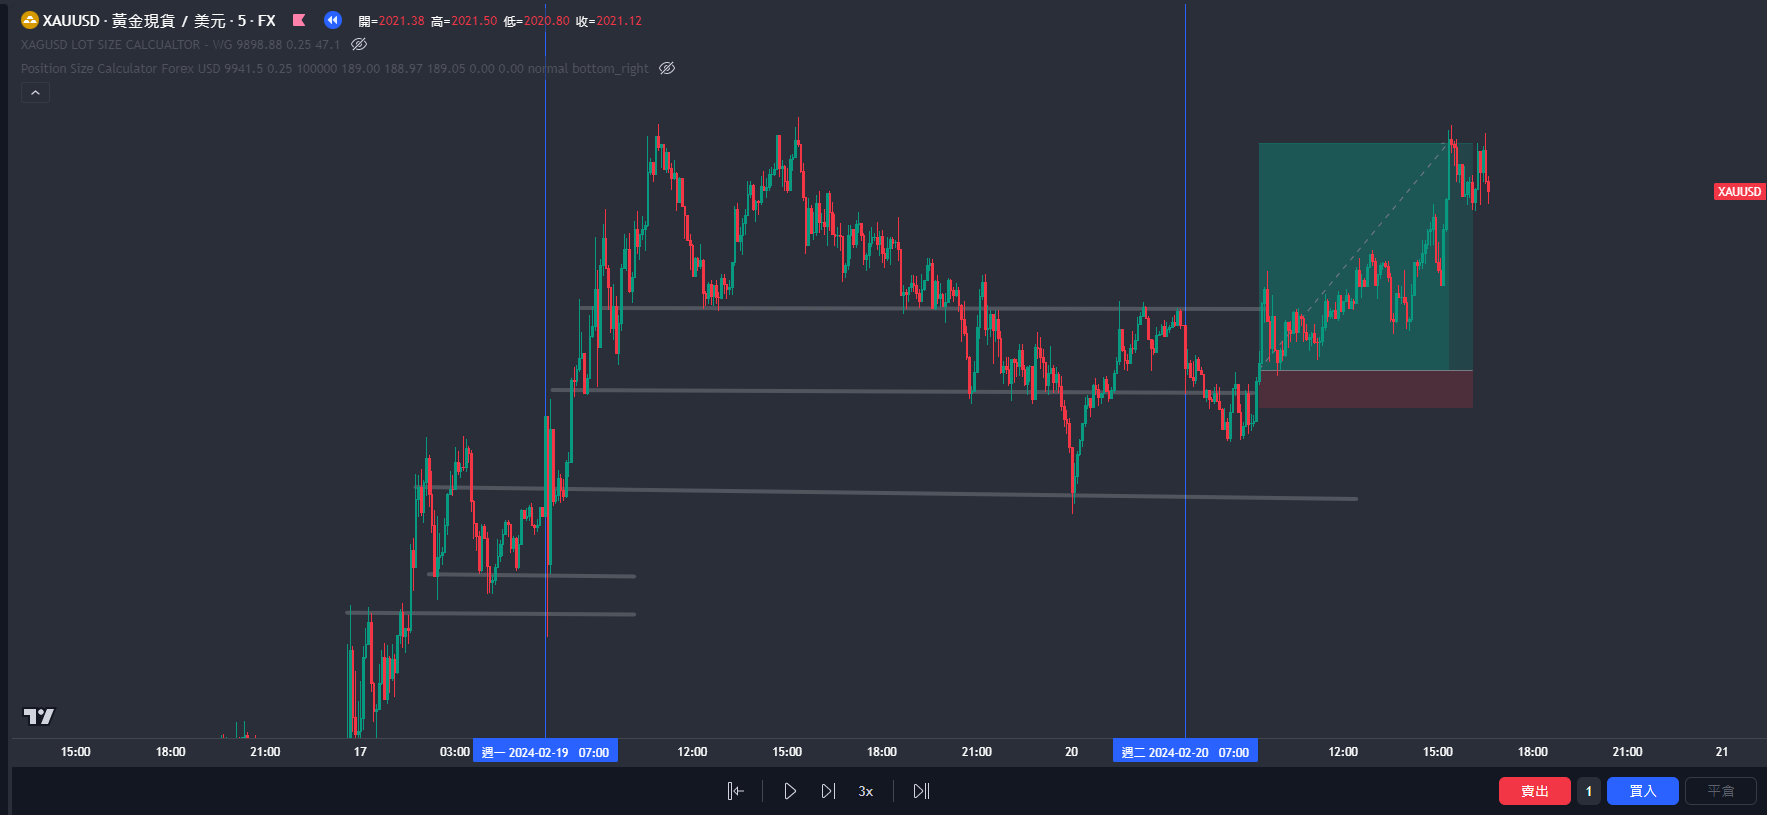 XAUUSD · 黃金現貨 / 美元 · 5 · FX 開=2021.38 高=2021.50 低=2020.80 收=2021.12
XAGUSD LOT SIZE CALCUALTOR - WG 9898.88 0.25 47.1
Position Size Calculator Forex USD 9941.5 0.25 100000 189.00 188.97 189.05 0.00 0.00 normal bottom_right
XAUUSD
15:00 18:00 21:00 17 03:00 週一 2024-02-19 07:00 12:00 15:00 18:00 21:00 20 週二 2024-02-20 07:00 12:00 15:00 18:00 21:00 21
3x 賣出 1 買入 平倉